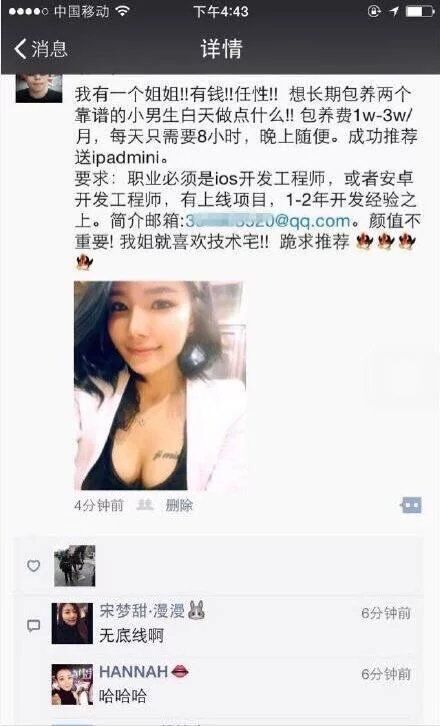 中国移动
下午4:43
消息
详情
我有一个姐姐!!有钱!!任性!! 想长期包养两个
靠谱的小男生白天做点什么!! 包养费1w-3w/
月，每天只需要8小时，晚上随便。成功推荐
送ipadmini。
要求：职业必须是ios开发工程师，或者安卓
开发工程师，有上线项目，1-2年开发经验之
上。简介邮箱:@qq.com。颜值不
重要! 我姐就喜欢技术宅!! 跪求推荐
4分钟前
删除
宋梦甜·漫漫
6分钟前
无底线啊
HANNAH
6分钟前
哈哈哈